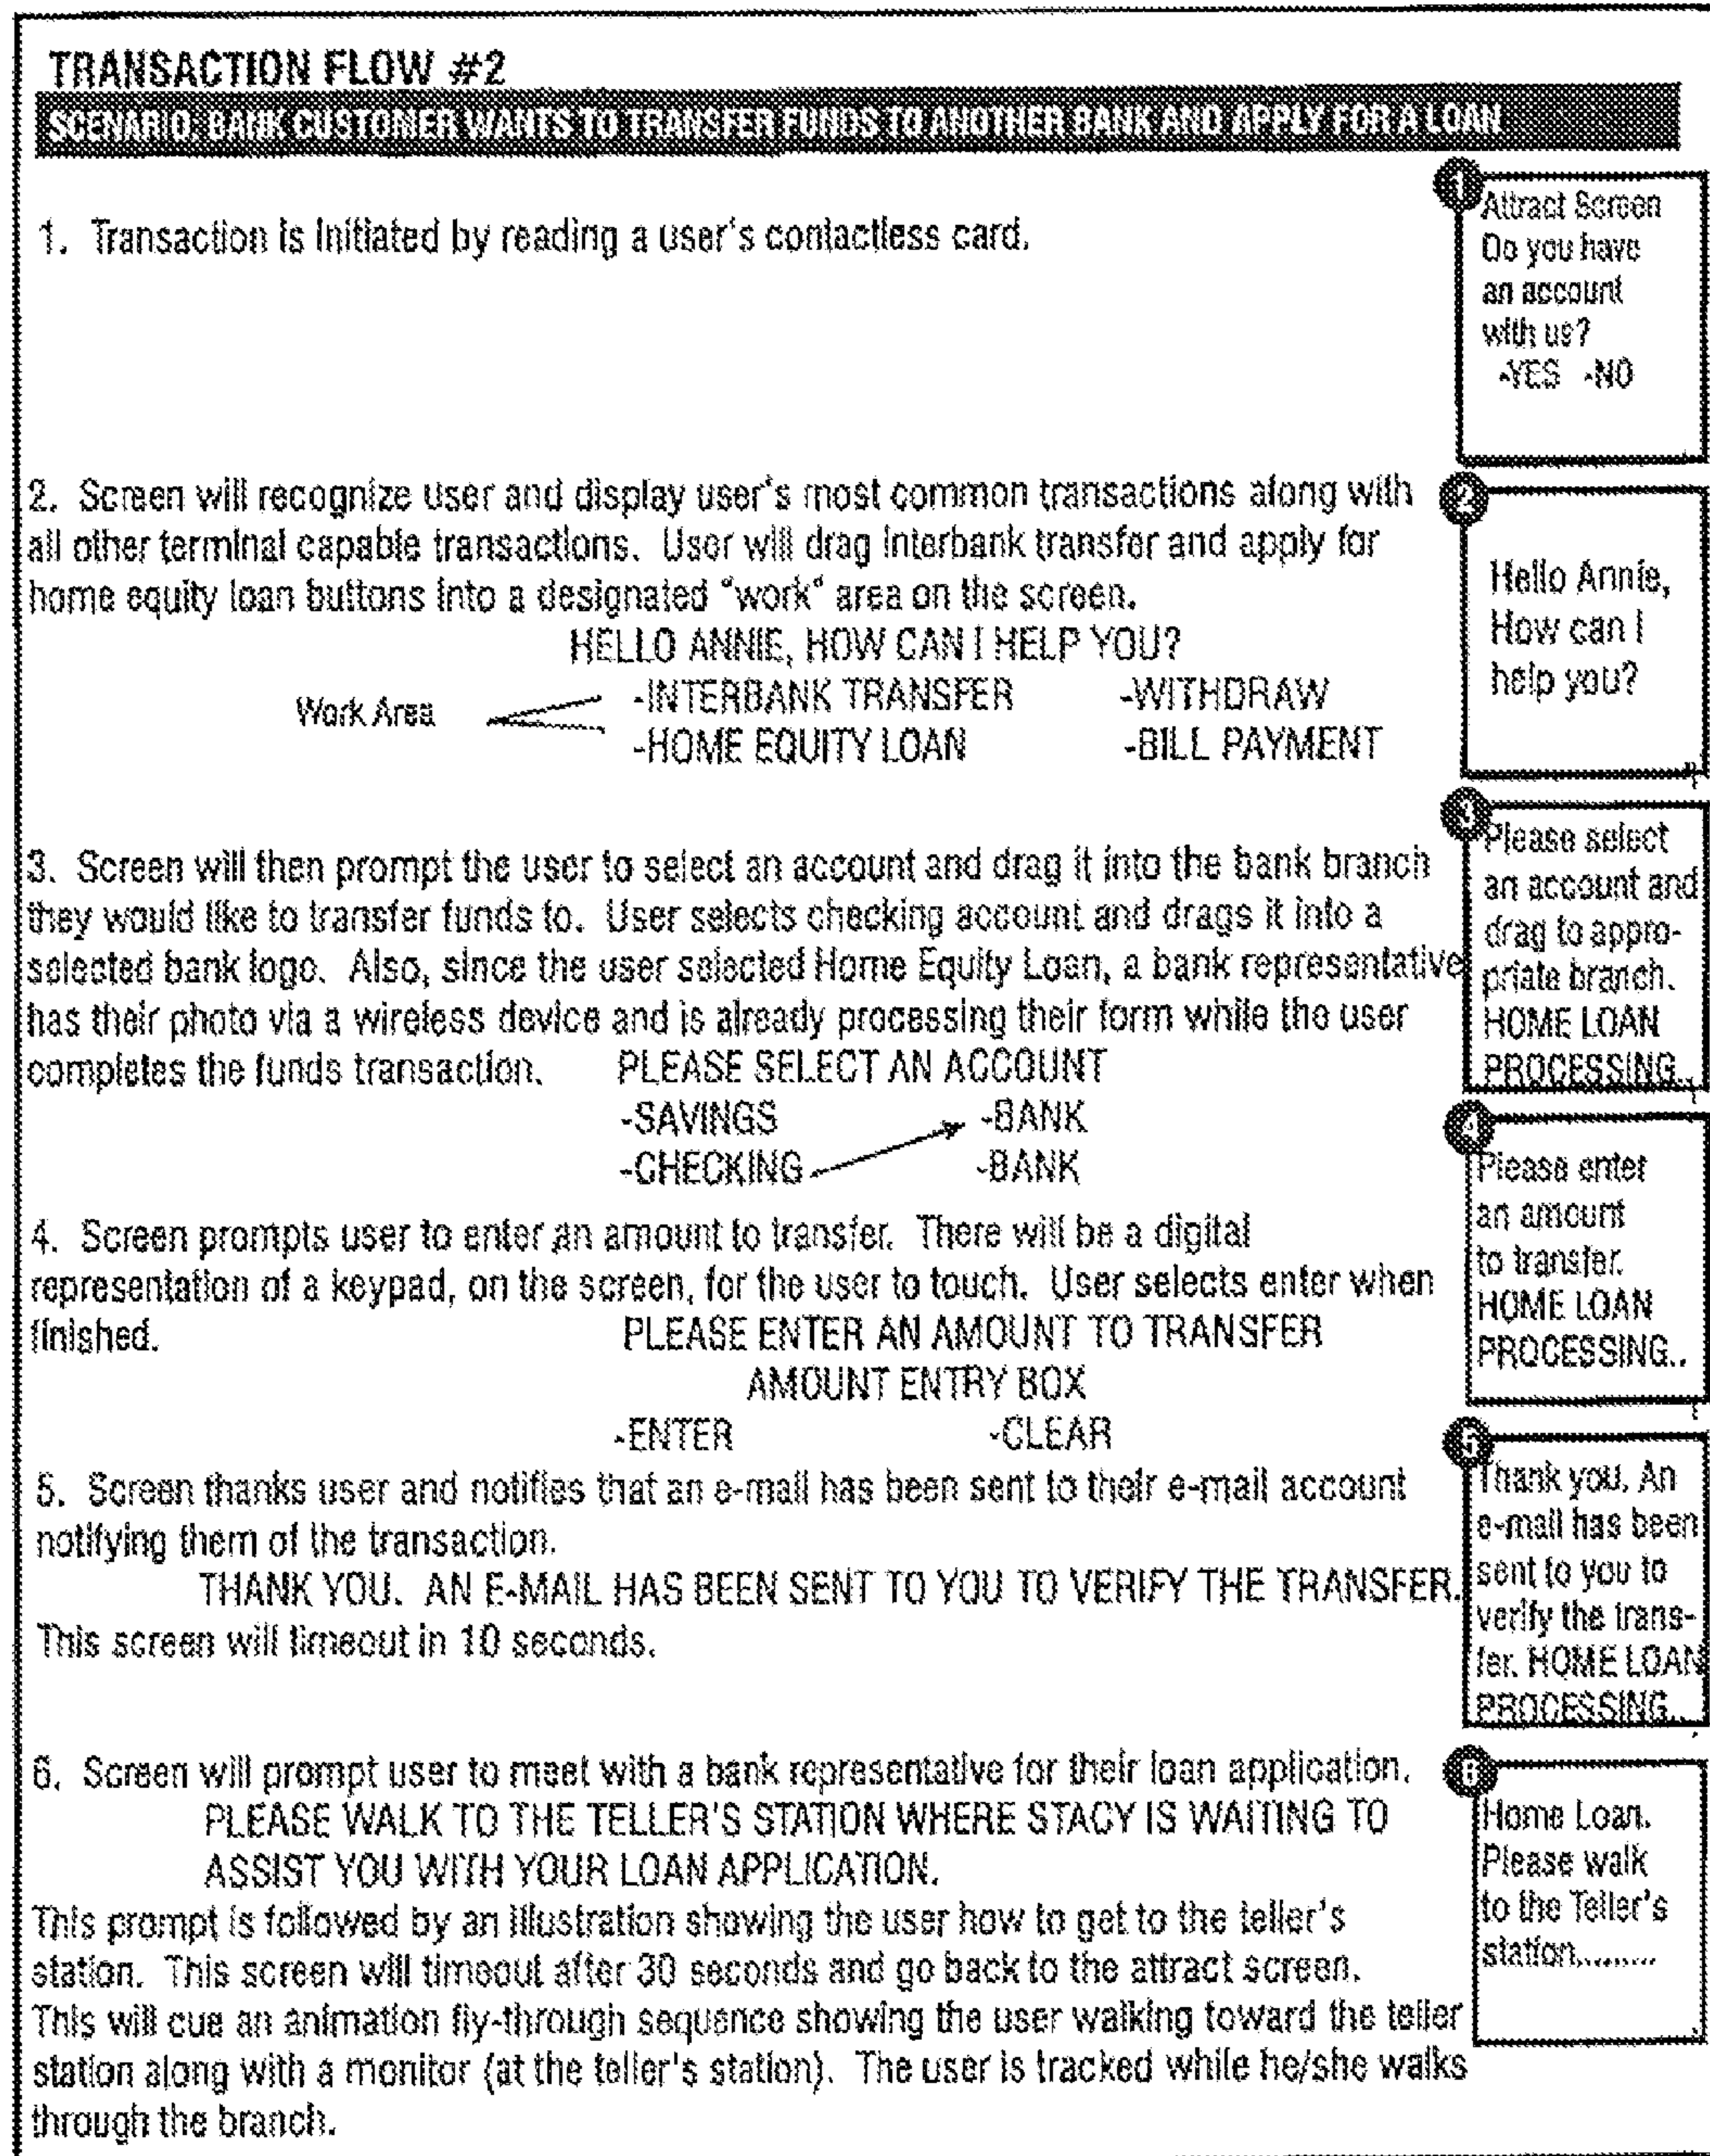 TRANSACTION FLOW #2
SCENARIO: BANK CUSTOMER WANTS TO TRANSFER FUNDS TO ANOTHER BANK AND APPLY FOR A LOAN
1. Transaction is initiated by reading a user's contactless card.
1
Attract Screen
Do you have
an account
with us?
-YES -NO
2. Screen will recognize user and display user's most common transactions along with
all other terminal capable transactions. User will drag interbank transfer and apply for
home equity loan buttons into a designated "work" area on the screen.
HELLO ANNIE, HOW CAN I HELP YOU?
Work Area
-INTERBANK TRANSFER -WITHDRAW
-HOME EQUITY LOAN -BILL PAYMENT
2
Hello Annie,
How can I
help you?
3. Screen will then prompt the user to select an account and drag it into the bank branch
they would like to transfer funds to. User selects checking account and drags it into a
selected bank logo. Also, since the user selected Home Equity Loan, a bank representative
has their photo via a wireless device and is already processing their form while the user
completes the funds transaction. PLEASE SELECT AN ACCOUNT
-SAVINGS -BANK
-CHECKING -BANK
3
Please select
an account and
drag to appro-
priate branch.
HOME LOAN
PROCESSING..
4. Screen prompts user to enter an amount to transfer. There will be a digital
representation of a keypad, on the screen, for the user to touch. User selects enter when
finished. PLEASE ENTER AN AMOUNT TO TRANSFER
AMOUNT ENTRY BOX
-ENTER -CLEAR
4
Please enter
an amount
to transfer.
HOME LOAN
PROCESSING..
5. Screen thanks user and notifies that an e-mail has been sent to their e-mail account
notifying them of the transaction.
THANK YOU. AN E-MAIL HAS BEEN SENT TO YOU TO VERIFY THE TRANSFER.
This screen will timeout in 10 seconds.
5
Thank you. An
e-mail has been
sent to you to
verify the trans-
fer. HOME LOAN
PROCESSING..
6. Screen will prompt user to meet with a bank representative for their loan application.
PLEASE WALK TO THE TELLER'S STATION WHERE STACY IS WAITING TO
ASSIST YOU WITH YOUR LOAN APPLICATION.
This prompt is followed by an illustration showing the user how to get to the teller's
station. This screen will timeout after 30 seconds and go back to the attract screen.
This will cue an animation fly-through sequence showing the user walking toward the teller
station along with a monitor (at the teller's station). The user is tracked while he/she walks
through the branch.
6
Home Loan.
Please walk
to the Teller's
station.........